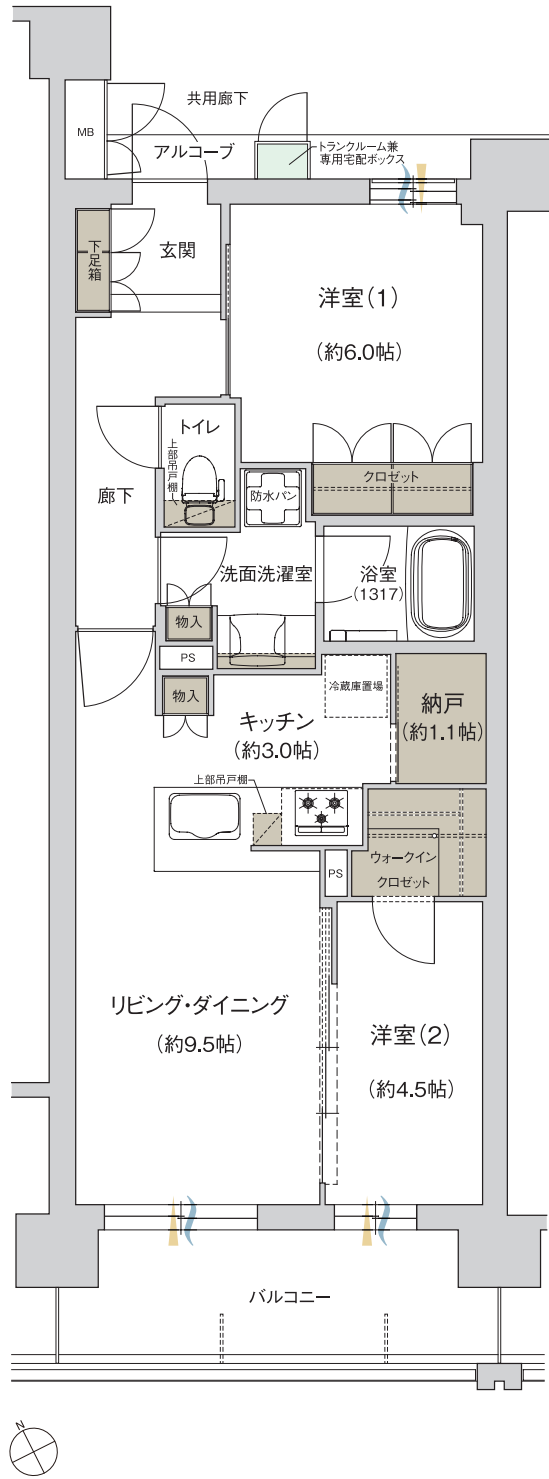 共用廊下
MB
アルコーブ
トランクルーム兼
専用宅配ボックス
下足箱
玄関
洋室(1)
(約6.0帖)
トイレ
上部吊戸棚
クロゼット
廊下
防水パン
洗面洗濯室
浴室
(1317)
物入
PS
物入
冷蔵庫置場
納戸
(約1.1帖)
キッチン
(約3.0帖)
上部吊戸棚
PS
ウォークイン
クロゼット
リビング・ダイニング
(約9.5帖)
洋室(2)
(約4.5帖)
バルコニー
N